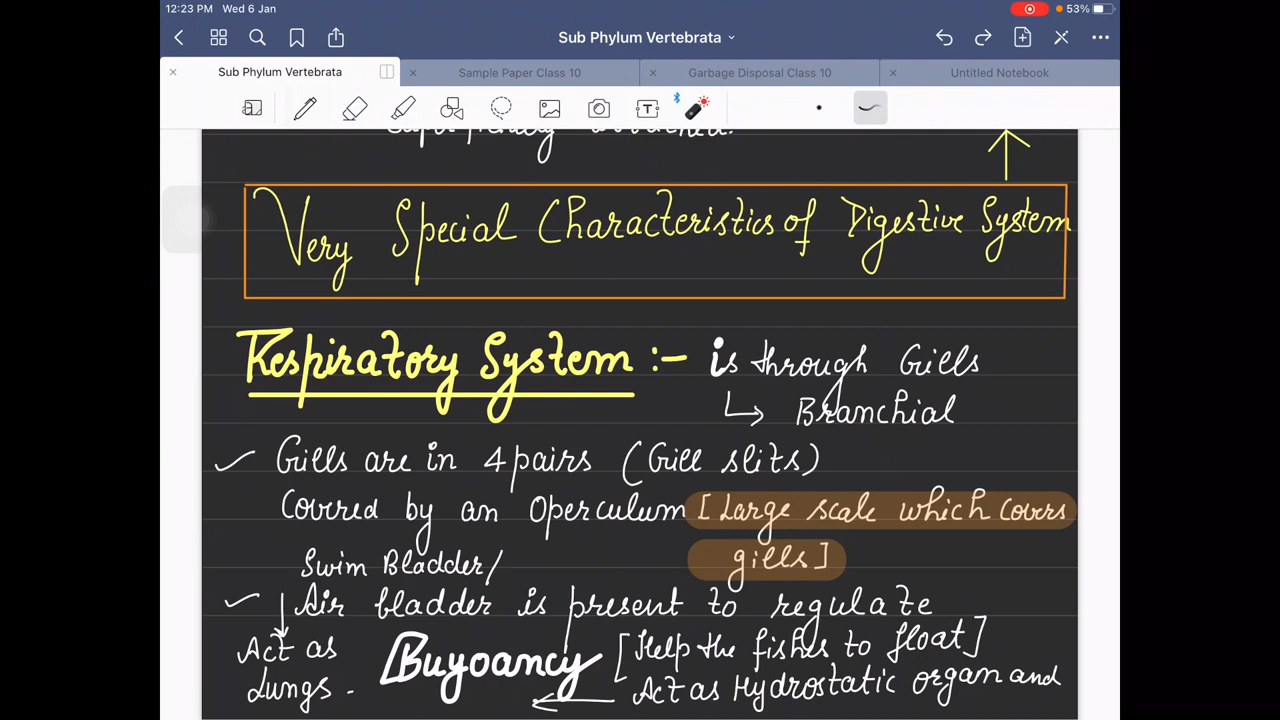 12:23 PM Wed 6 Jan
53%
Sub Phylum Vertebrata
Sub Phylum Vertebrata
Sample Paper Class 10
Garbage Disposal Class 10
Untitled Notebook
Very Special Characteristics of Digestive System
Respiratory System :- is through Gills
Branchial
Gills are in 4 pairs (Gill slits)
Covered by an Operculum [Large scale which covers
gills]
Swim Bladder/
Air bladder is present to regulate
Act as
Lungs.
Buyoancy
[Help the fishes to float]
Act as Hydrostatic organ and